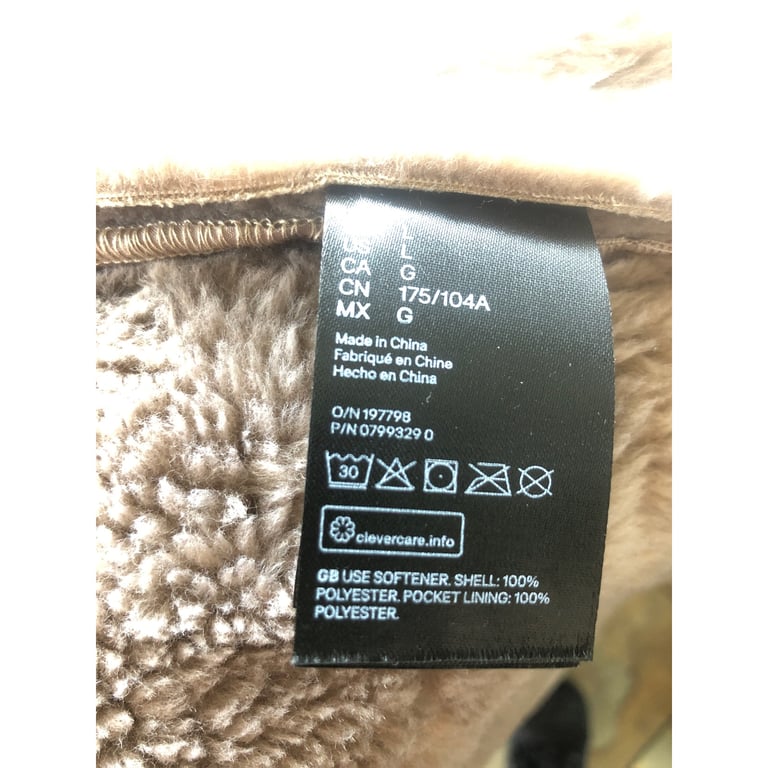 L
US L
CA G
CN 175/104A
MX G
Made in China
Fabriqué en Chine
Hecho en China
O/N 197798
P/N 0799329 0
30
clevercare.info
GB USE SOFTENER. SHELL: 100%
POLYESTER. POCKET LINING: 100%
POLYESTER.